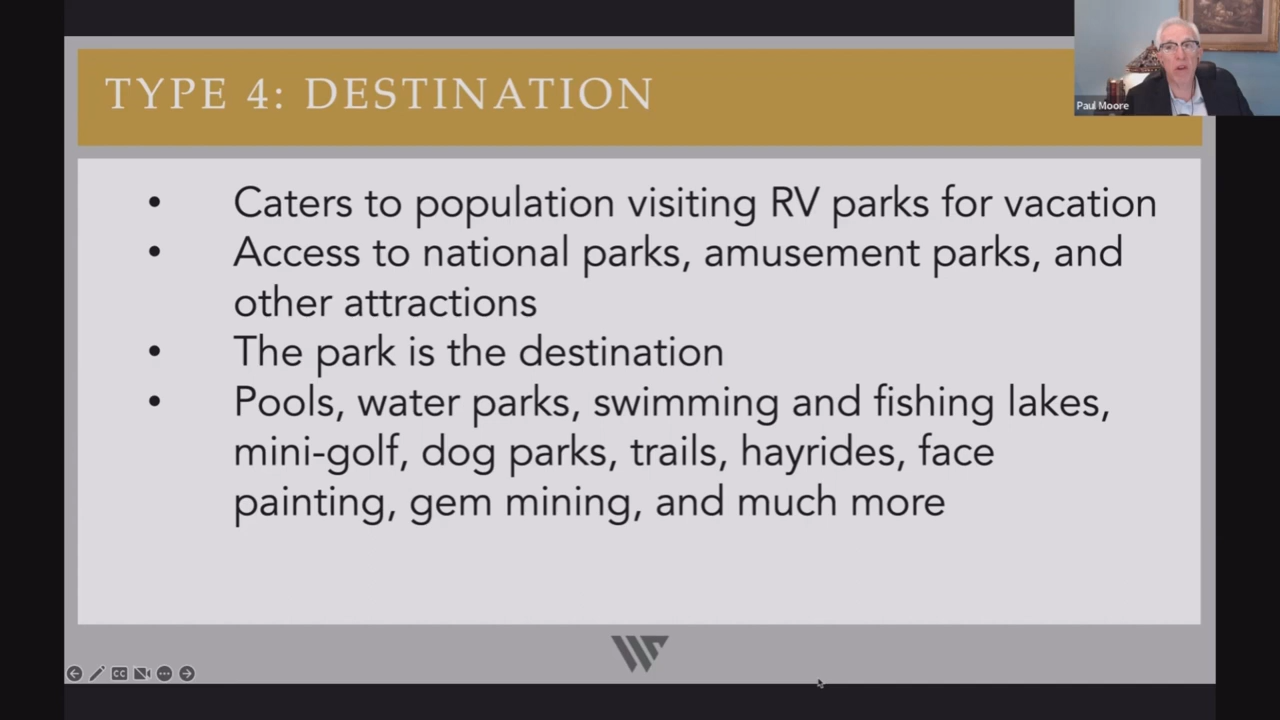 TYPE 4: DESTINATION
Paul Moore
• Caters to population visiting RV parks for vacation
• Access to national parks, amusement parks, and
other attractions
• The park is the destination
• Pools, water parks, swimming and fishing lakes,
mini-golf, dog parks, trails, hayrides, face
painting, gem mining, and much more
CC